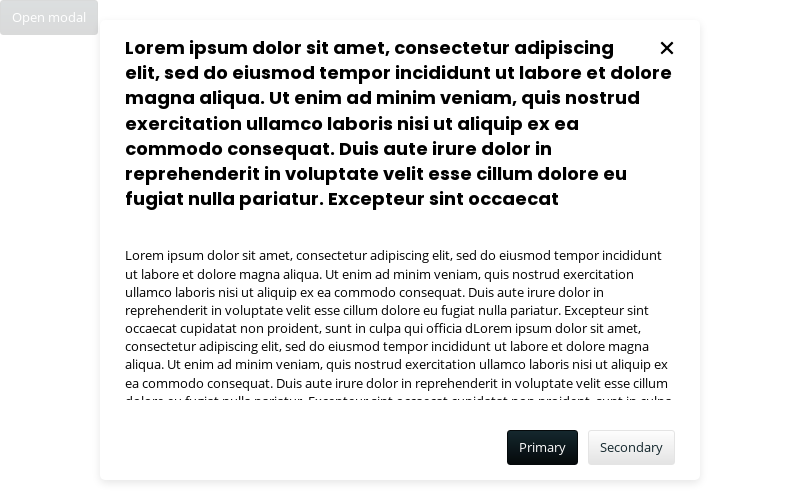 Open modal
Lorem ipsum dolor sit amet, consectetur adipiscing
elit, sed do eiusmod tempor incididunt ut labore et dolore
magna aliqua. Ut enim ad minim veniam, quis nostrud
exercitation ullamco laboris nisi ut aliquip ex ea
commodo consequat. Duis aute irure dolor in
reprehenderit in voluptate velit esse cillum dolore eu
fugiat nulla pariatur. Excepteur sint occaecat
Lorem ipsum dolor sit amet, consectetur adipiscing elit, sed do eiusmod tempor incididunt
ut labore et dolore magna aliqua. Ut enim ad minim veniam, quis nostrud exercitation
ullamco laboris nisi ut aliquip ex ea commodo consequat. Duis aute irure dolor in
reprehenderit in voluptate velit esse cillum dolore eu fugiat nulla pariatur. Excepteur sint
occaecat cupidatat non proident, sunt in culpa qui officia dLorem ipsum dolor sit amet,
consectetur adipiscing elit, sed do eiusmod tempor incididunt ut labore et dolore magna
aliqua. Ut enim ad minim veniam, quis nostrud exercitation ullamco laboris nisi ut aliquip ex
ea commodo consequat. Duis aute irure dolor in reprehenderit in voluptate velit esse cillum
Primary
Secondary